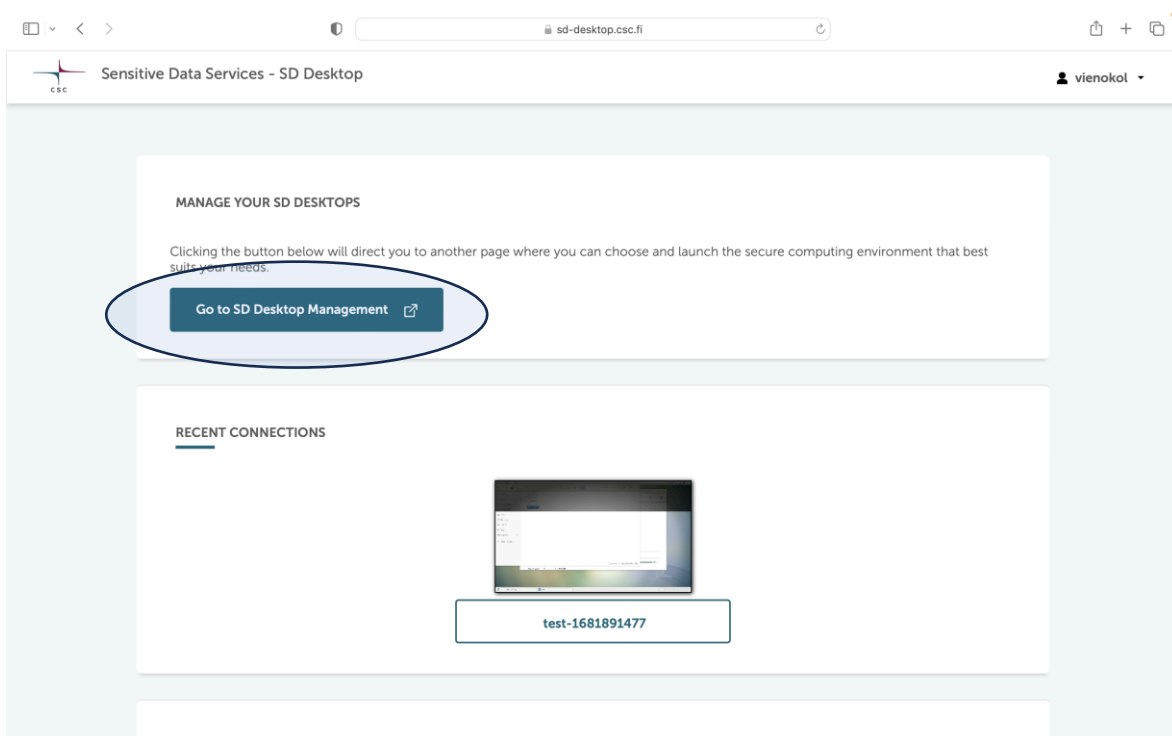 sd-desktop.csc.fi
csc
Sensitive Data Services - SD Desktop
vienokol
MANAGE YOUR SD DESKTOPS
Clicking the button below will direct you to another page where you can choose and launch the secure computing environment that best
suits your needs.
Go to SD Desktop Management
RECENT CONNECTIONS
test-1681891477